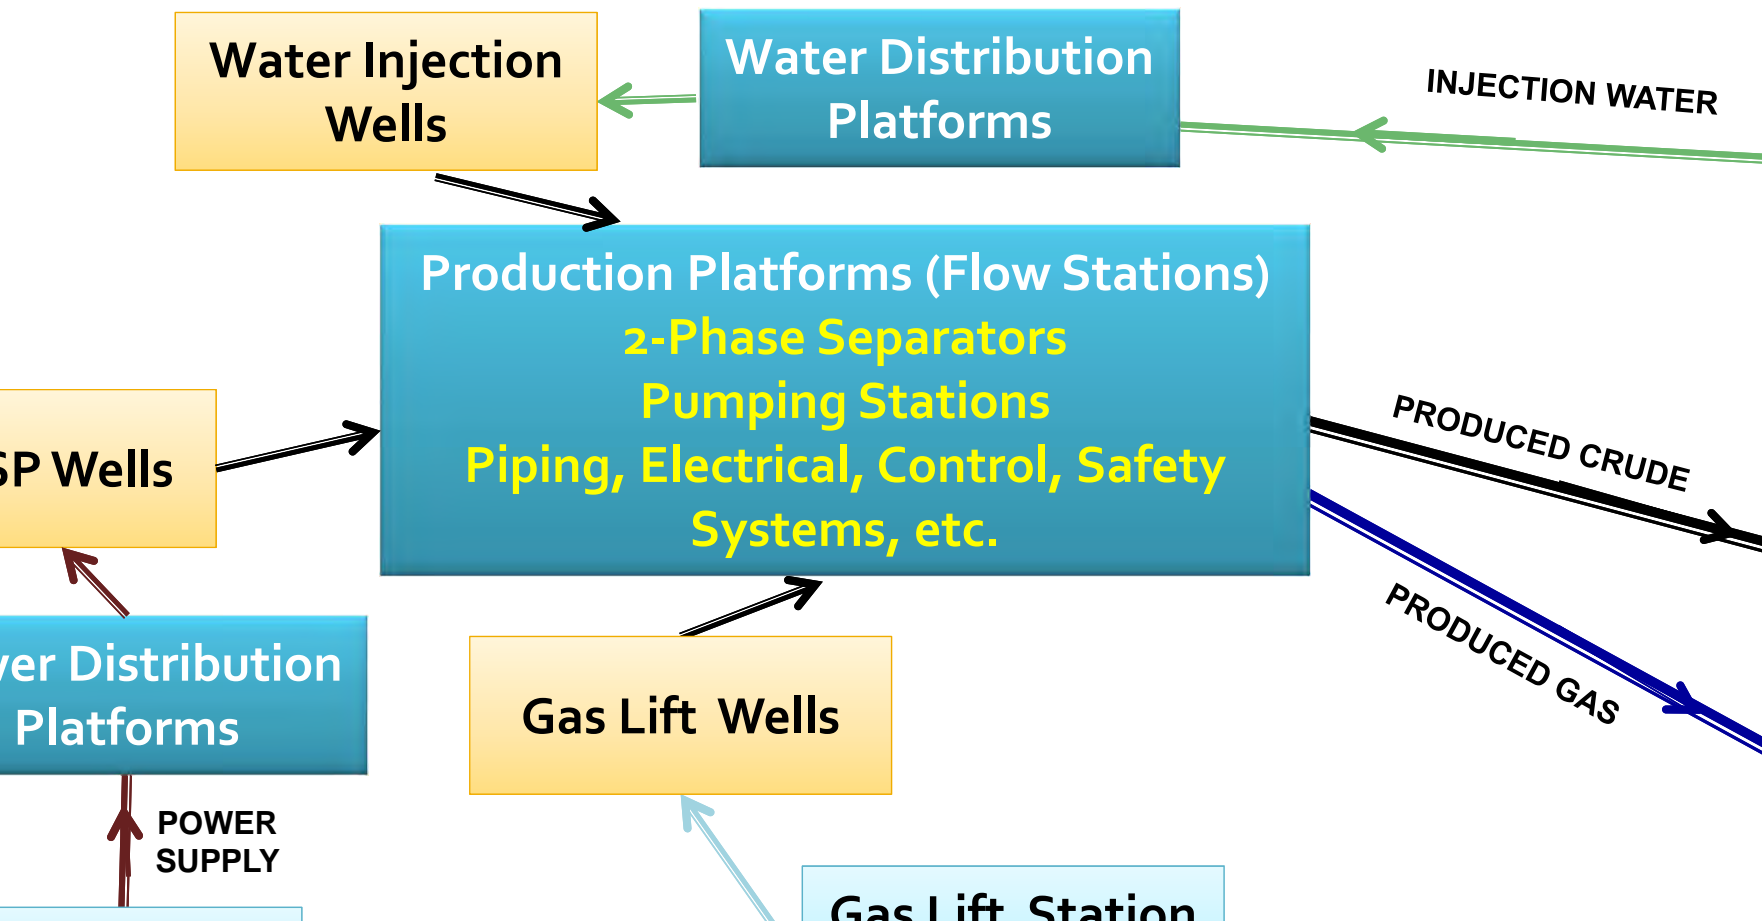 Water Injection
Wells
Water Distribution
Platforms
INJECTION WATER
Production Platforms (Flow Stations)
2-Phase Separators
Pumping Stations
Piping, Electrical, Control, Safety
Systems, etc.
PRODUCED CRUDE
PRODUCED GAS
SP Wells
er Distribution
Platforms
POWER
SUPPLY
Gas Lift Wells
Gas Lift Station